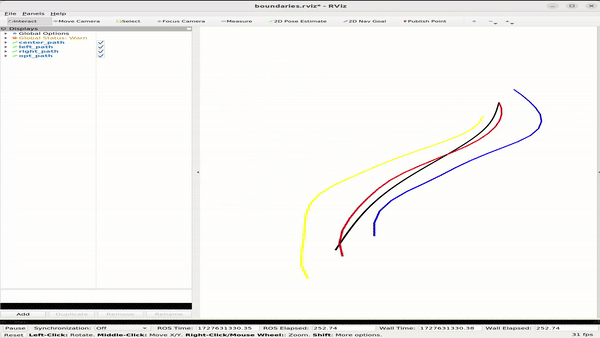 boundaries.rviz* - RViz
File Panels Help
Interact Move Camera Select Focus Camera Measure 2D Pose Estimate 2D Nav Goal Publish Point
Displays
Global Options
Global Status: Warn
center_path
left_path
right_path
opt_path
Add Duplicate Remove Rename
Pause Synchronization: Off ROS Time: 1727631330.35 ROS Elapsed: 252.74 Wall Time: 1727631330.38 Wall Elapsed: 252.74
Reset Left-Click: Rotate. Middle-Click: Move X/Y. Right-Click/Mouse Wheel:: Zoom. Shift: More options. 31 fps